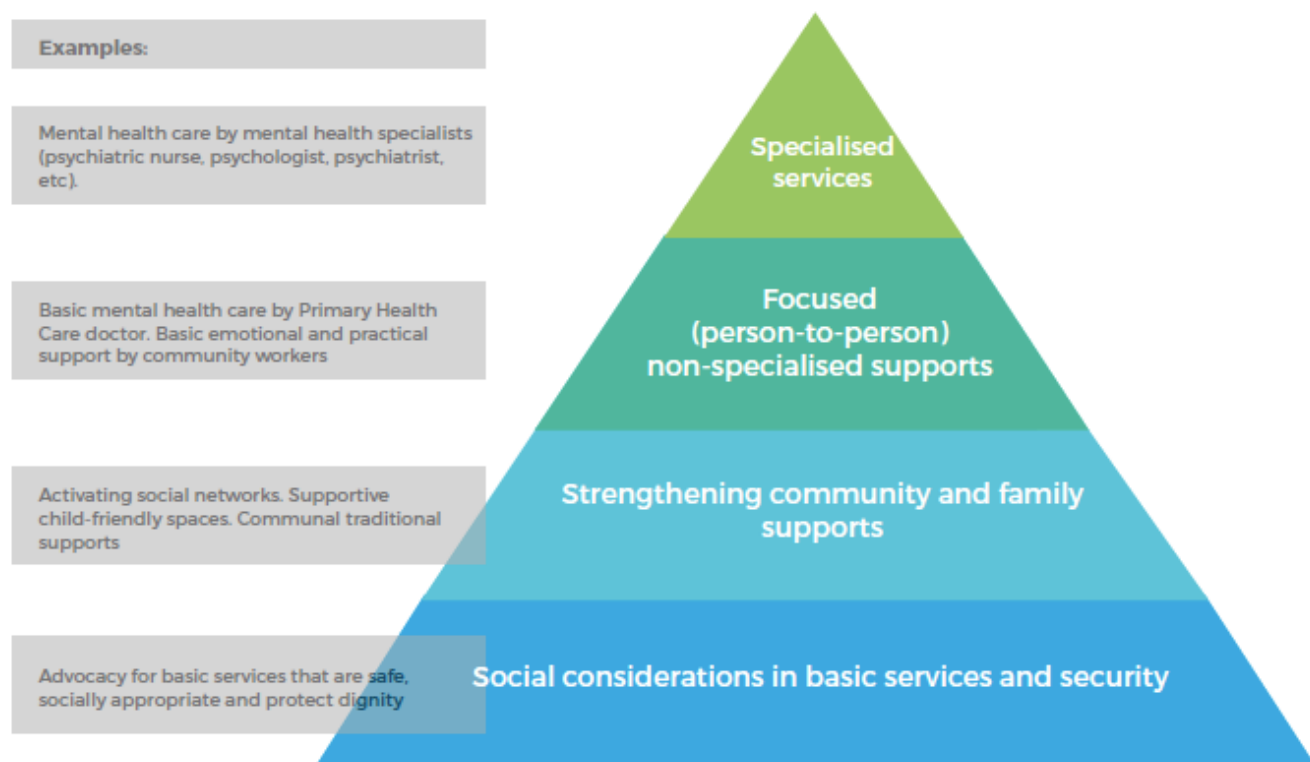 Examples:
Mental health care by mental health specialists
(psychiatric nurse, psychologist, psychiatrist,
etc).
Specialised
services
Basic mental health care by Primary Health
Care doctor. Basic emotional and practical
support by community workers
Focused
(person-to-person)
non-specialised supports
Activating social networks. Supportive
child-friendly spaces. Communal traditional
supports
Strengthening community and family
supports
Advocacy for basic services that are safe,
socially appropriate and protect dignity
Social considerations in basic services and security